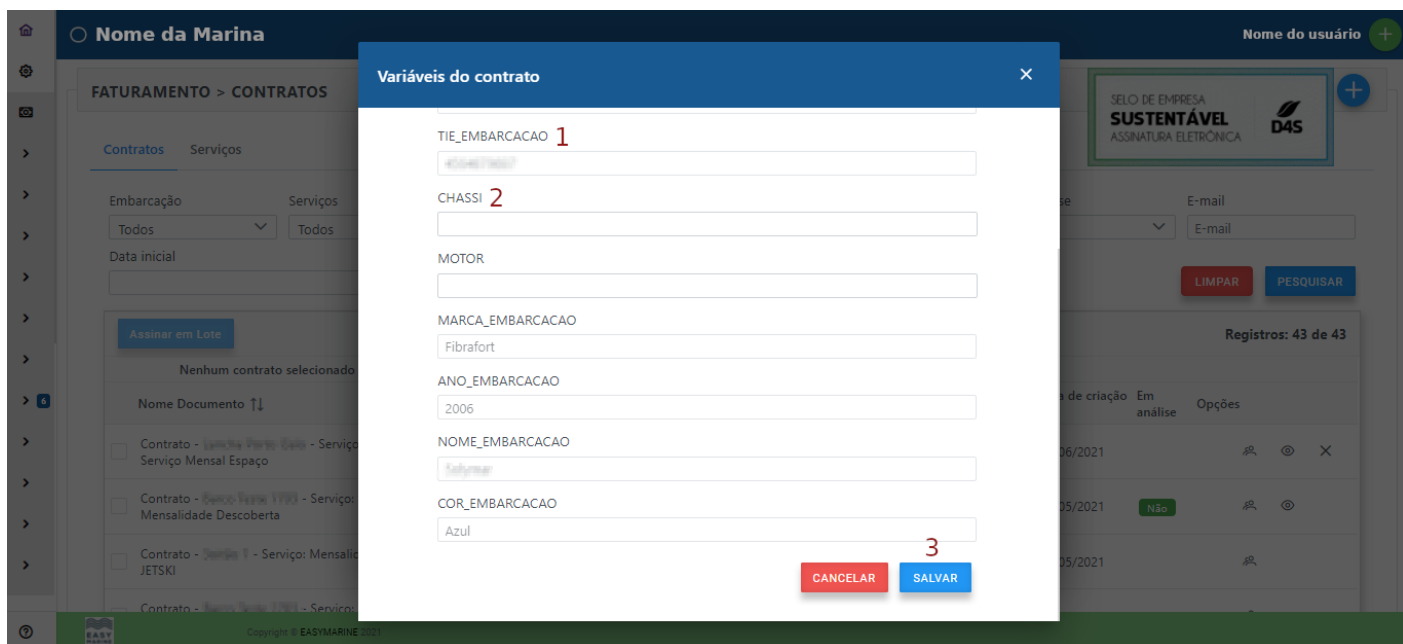 Nome da Marina
Nome do usuário
FATURAMENTO > CONTRATOS
SELO DE EMPRESA
SUSTENTÁVEL
ASSINATURA ELETRÔNICA
D4S
Contratos Serviços
Embarcação Serviços se E-mail
Todos Todos E-mail
Data inicial
LIMPAR PESQUISAR
Assinar em Lote Registros: 43 de 43
Nenhum contrato selecionado
Nome Documento de criação Em análise Opções
Contrato - - Serviço
Serviço Mensal Espaço
06/2021
Contrato - - Serviço:
Mensalidade Descoberta
05/2021 Não
Contrato - 1 - Serviço: Mensalid
JETSKI
05/2021
Contrato - - Serviço:
6
Variáveis do contrato
TIE_EMBARCACAO 1
CHASSI 2
MOTOR
MARCA_EMBARCACAO
Fibrafort
ANO_EMBARCACAO
2006
NOME_EMBARCACAO
COR_EMBARCACAO
Azul
3
CANCELAR SALVAR
EASY
MARINE
Copyright © EASYMARINE 2021